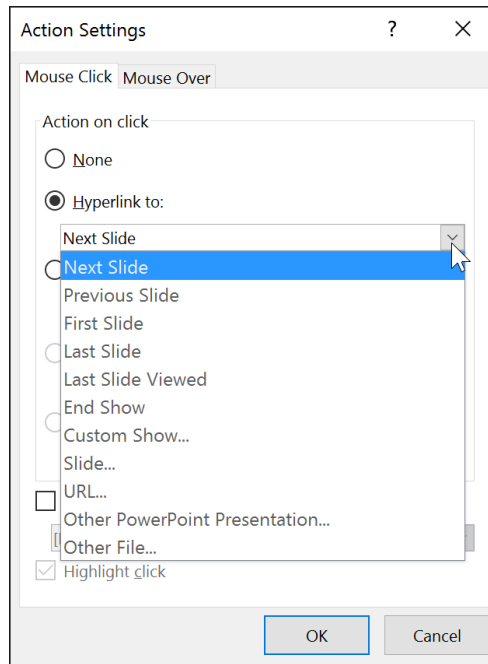 Action Settings ?
Mouse Click Mouse Over
Action on click
None
Hyperlink to:
Next Slide
Next Slide
Previous Slide
First Slide
Last Slide
Last Slide Viewed
End Show
Custom Show...
Slide...
URL...
Other PowerPoint Presentation...
Other File...
Highlight click
OK Cancel